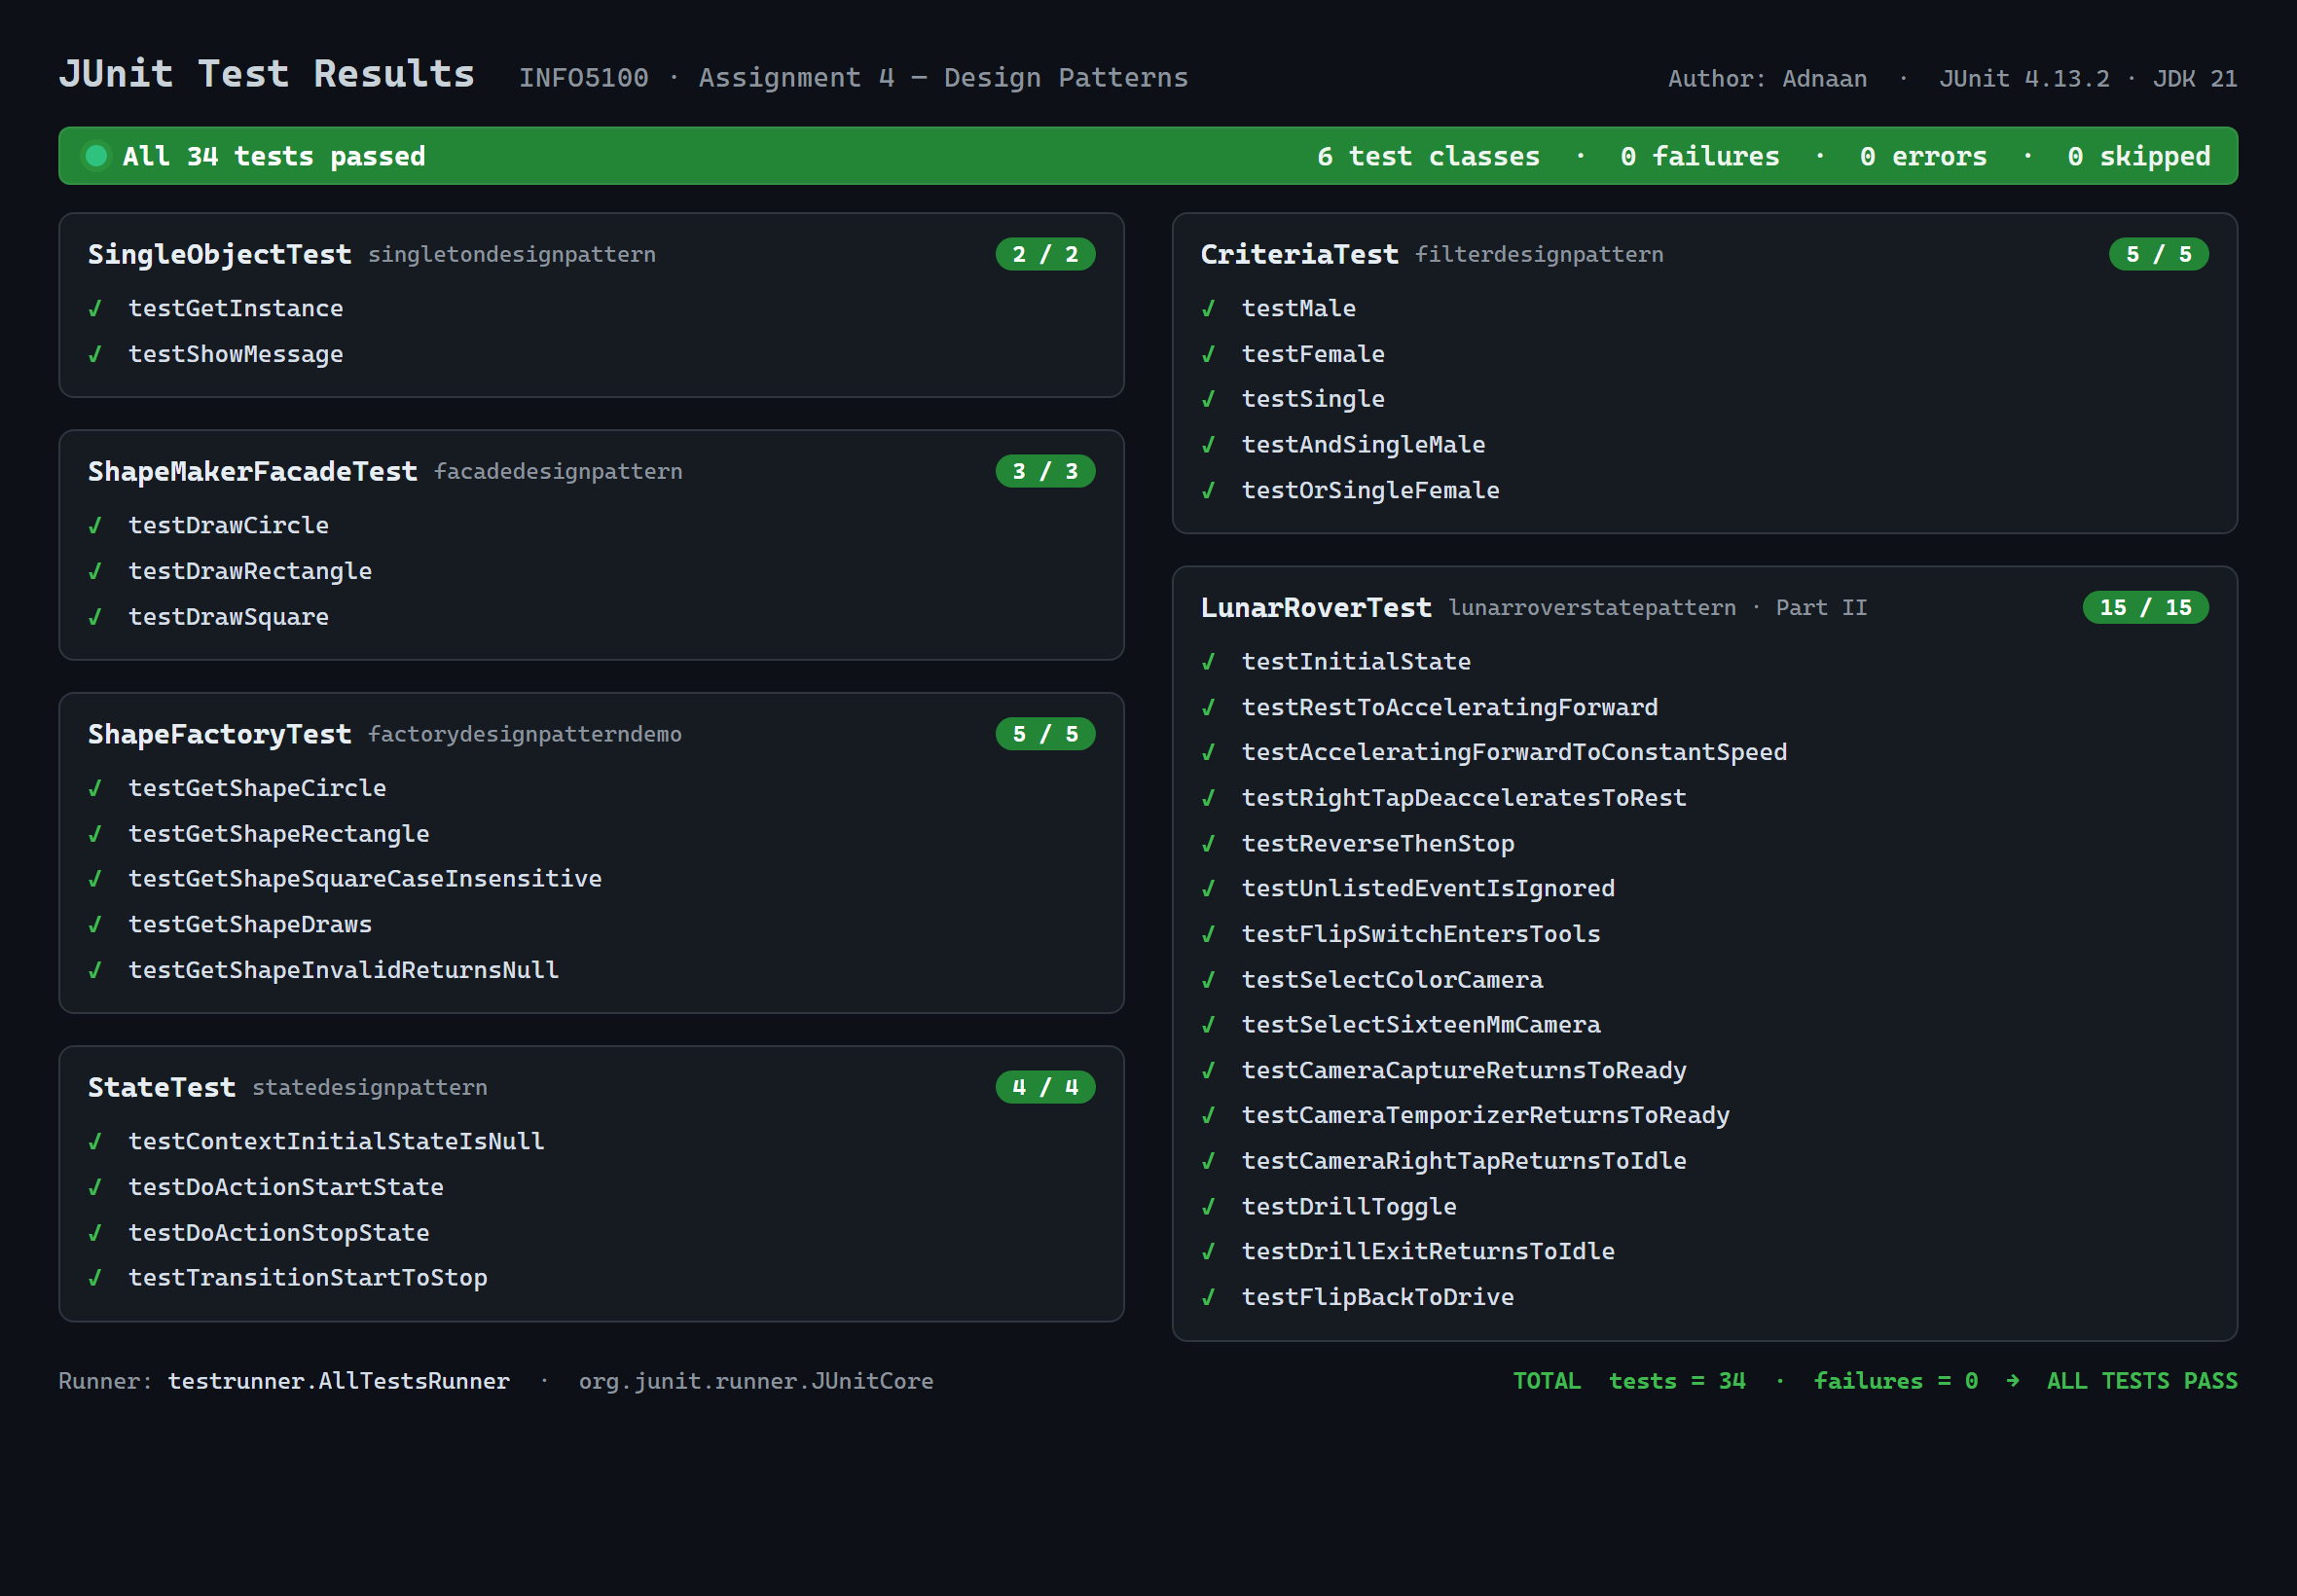 JUnit Test Results INFO5100 · Assignment 4 — Design Patterns Author: Adnaan · JUnit 4.13.2 · JDK 21
All 34 tests passed 6 test classes · 0 failures · 0 errors · 0 skipped
SingleObjectTest singletondesignpattern 2 / 2
✓ testGetInstance
✓ testShowMessage
ShapeMakerFacadeTest facadedesignpattern 3 / 3
✓ testDrawCircle
✓ testDrawRectangle
✓ testDrawSquare
ShapeFactoryTest factorydesignpatterndemo 5 / 5
✓ testGetShapeCircle
✓ testGetShapeRectangle
✓ testGetShapeSquareCaseInsensitive
✓ testGetShapeDraws
✓ testGetShapeInvalidReturnsNull
StateTest statedesignpattern 4 / 4
✓ testContextInitialStateIsNull
✓ testDoActionStartState
✓ testDoActionStopState
✓ testTransitionStartToStop
CriteriaTest filterdesignpattern 5 / 5
✓ testMale
✓ testFemale
✓ testSingle
✓ testAndSingleMale
✓ testOrSingleFemale
LunarRoverTest lunarroverstatepattern · Part II 15 / 15
✓ testInitialState
✓ testRestToAcceleratingForward
✓ testAcceleratingForwardToConstantSpeed
✓ testRightTapDeacceleratesToRest
✓ testReverseThenStop
✓ testUnlistedEventIsIgnored
✓ testFlipSwitchEntersTools
✓ testSelectColorCamera
✓ testSelectSixteenMmCamera
✓ testCameraCaptureReturnsToReady
✓ testCameraTemporizerReturnsToReady
✓ testCameraRightTapReturnsToIdle
✓ testDrillToggle
✓ testDrillExitReturnsToIdle
✓ testFlipBackToDrive
Runner: testrunner.AllTestsRunner · org.junit.runner.JUnitCore TOTAL tests = 34 · failures = 0 → ALL TESTS PASS